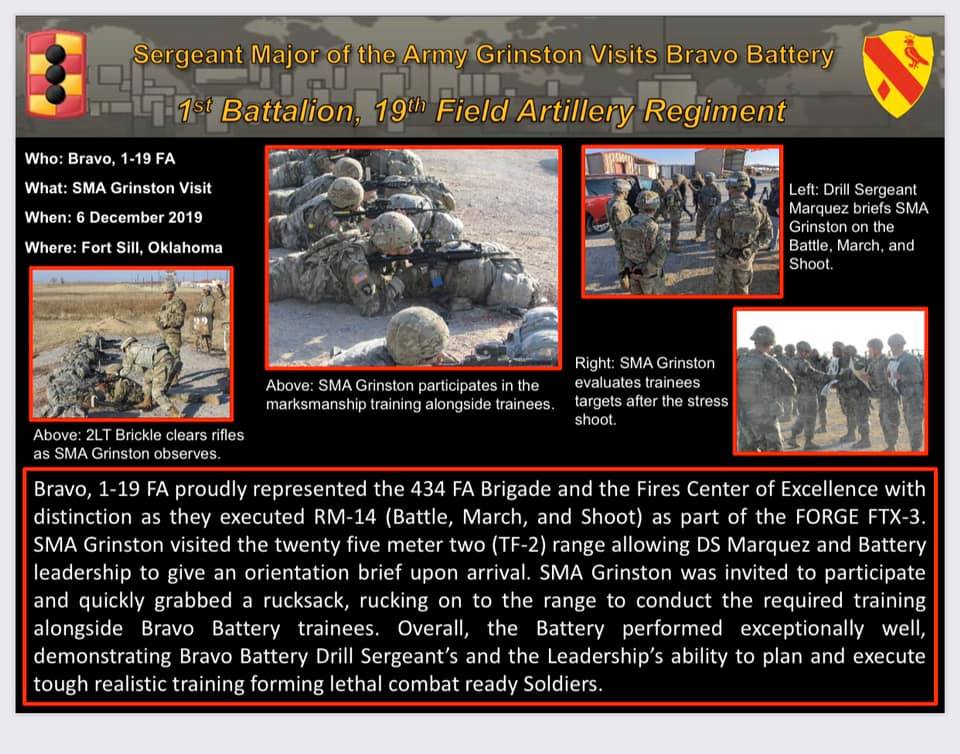 Sergeant Major of the Army Grinston Visits Bravo Battery
1st Battalion, 19th Field Artillery Regiment
Who: Bravo, 1-19 FA
What: SMA Grinston Visit
When: 6 December 2019
Where: Fort Sill, Oklahoma
Left: Drill Sergeant
Marquez briefs SMA
Grinston on the
Battle, March, and
Shoot.
22
Above: 2LT Brickle clears rifles
as SMA Grinston observes.
Above: SMA Grinston participates in the
marksmanship training alongside trainees.
Right: SMA Grinston
evaluates trainees
targets after the stress
shoot.
Bravo, 1-19 FA proudly represented the 434 FA Brigade and the Fires Center of Excellence with
distinction as they executed RM-14 (Battle, March, and Shoot) as part of the FORGE FTX-3.
SMA Grinston visited the twenty five meter two (TF-2) range allowing DS Marquez and Battery
leadership to give an orientation brief upon arrival. SMA Grinston was invited to participate
and quickly grabbed a rucksack, rucking on to the range to conduct the required training
alongside Bravo Battery trainees. Overall, the Battery performed exceptionally well,
demonstrating Bravo Battery Drill Sergeant's and the Leadership's ability to plan and execute
tough realistic training forming lethal combat ready Soldiers.